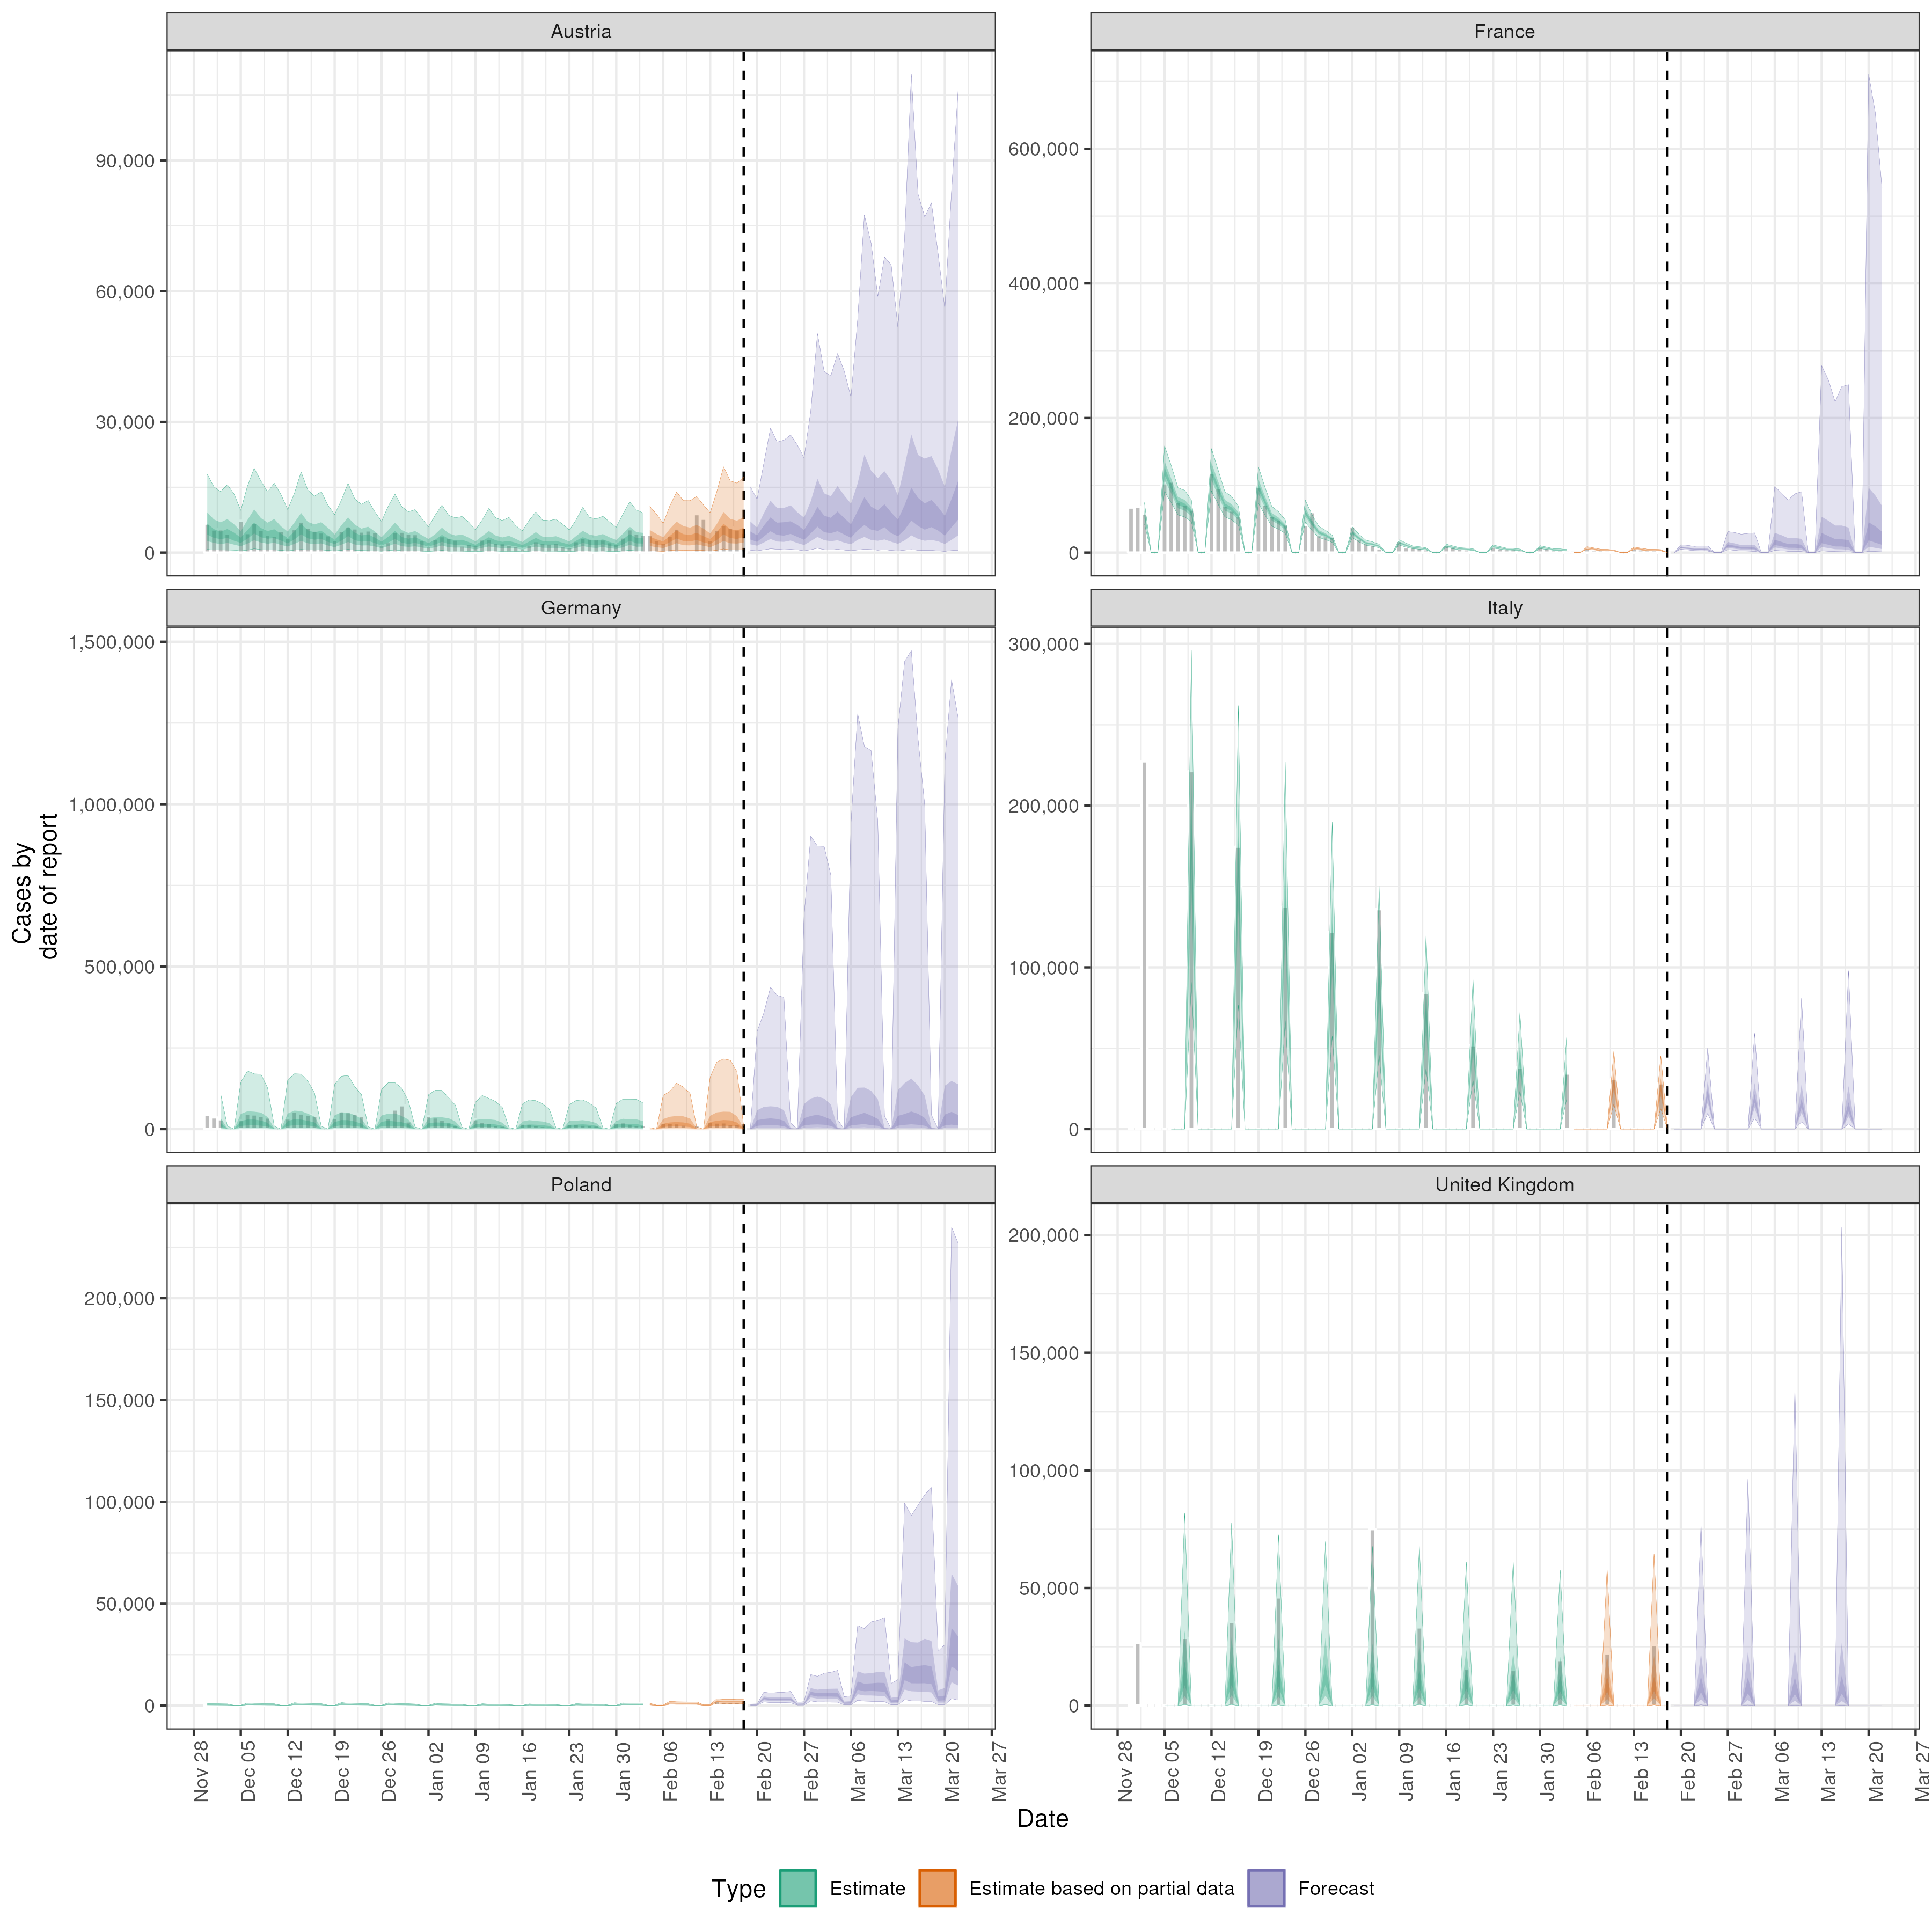 Austria
France
90,000
60,000
30,000
0
600,000
400,000
200,000
0
Germany
Italy
1,500,000
1,000,000
500,000
0
300,000
200,000
100,000
0
Poland
United Kingdom
200,000
150,000
100,000
50,000
0
200,000
150,000
100,000
50,000
0
Cases by
date of report
Nov 28
Dec 05
Dec 12
Dec 19
Dec 26
Jan 02
Jan 09
Jan 16
Jan 23
Jan 30
Feb 06
Feb 13
Feb 20
Feb 27
Mar 06
Mar 13
Mar 20
Mar 27
Nov 28
Dec 05
Dec 12
Dec 19
Dec 26
Jan 02
Jan 09
Jan 16
Jan 23
Jan 30
Feb 06
Feb 13
Feb 20
Feb 27
Mar 06
Mar 13
Mar 20
Mar 27
Date
Type Estimate Estimate based on partial data Forecast